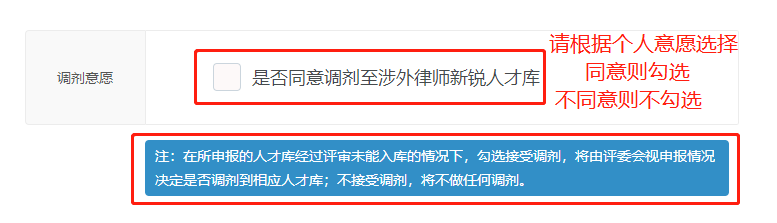 请根据个人意愿选择
调剂意愿
是否同意调剂至涉外律师新锐人才库
同意则勾选
不同意则不勾选
注：在所申报的人才库经过评审未能入库的情况下，勾选接受调剂，将由评委会视申报情况
决定是否调剂到相应人才库；不接受调剂，将不做任何调剂。